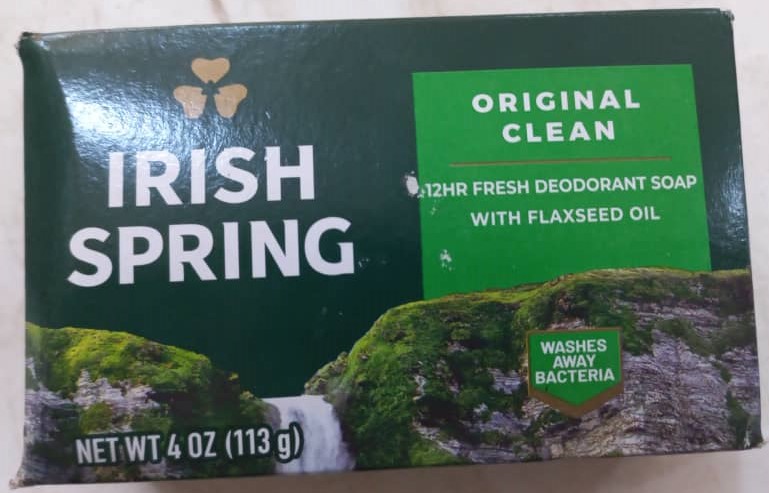 IRISH
SPRING
ORIGINAL
CLEAN
12HR FRESH DEODORANT SOAP
WITH FLAXSEED OIL
WASHES
AWAY
BACTERIA
NET WT 4 OZ (113 g)